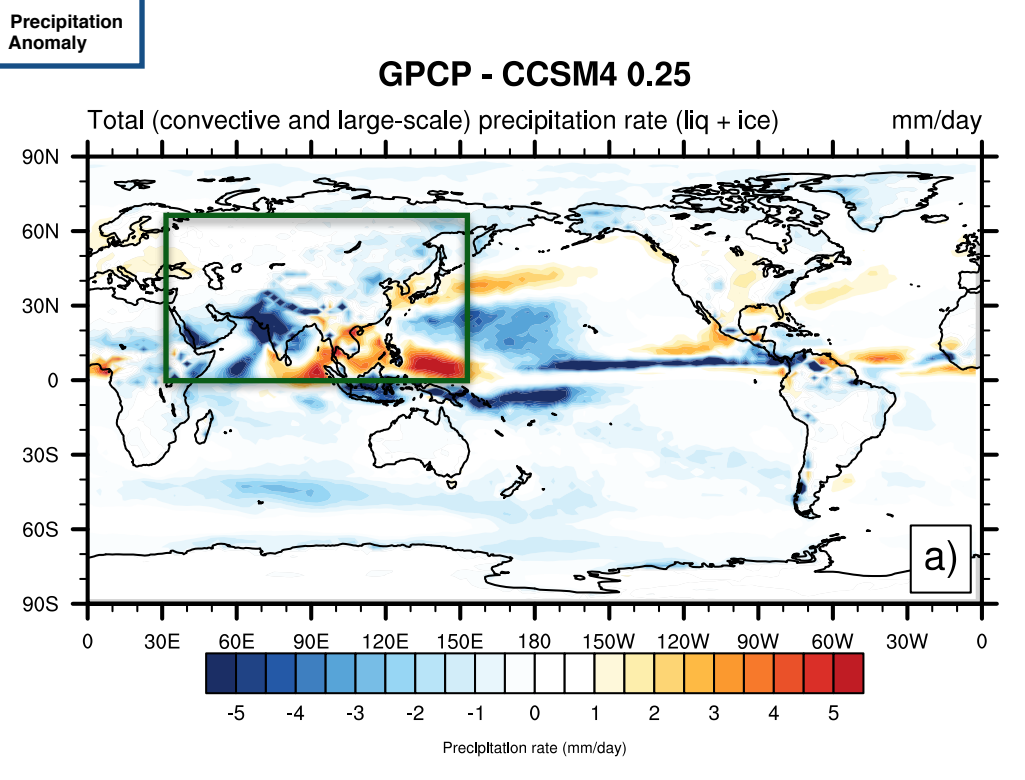 Precipitation
Anomaly
GPCP - CCSM4 0.25
Total (convective and large-scale) precipitation rate (liq + ice) mm/day
90N
60N
30N
0
30S
60S
90S
a)
0 30E 60E 90E 120E 150E 180 150W 120W 90W 60W 30W 0
-5 -4 -3 -2 -1 0 1 2 3 4 5
Precipitation rate (mm/day)